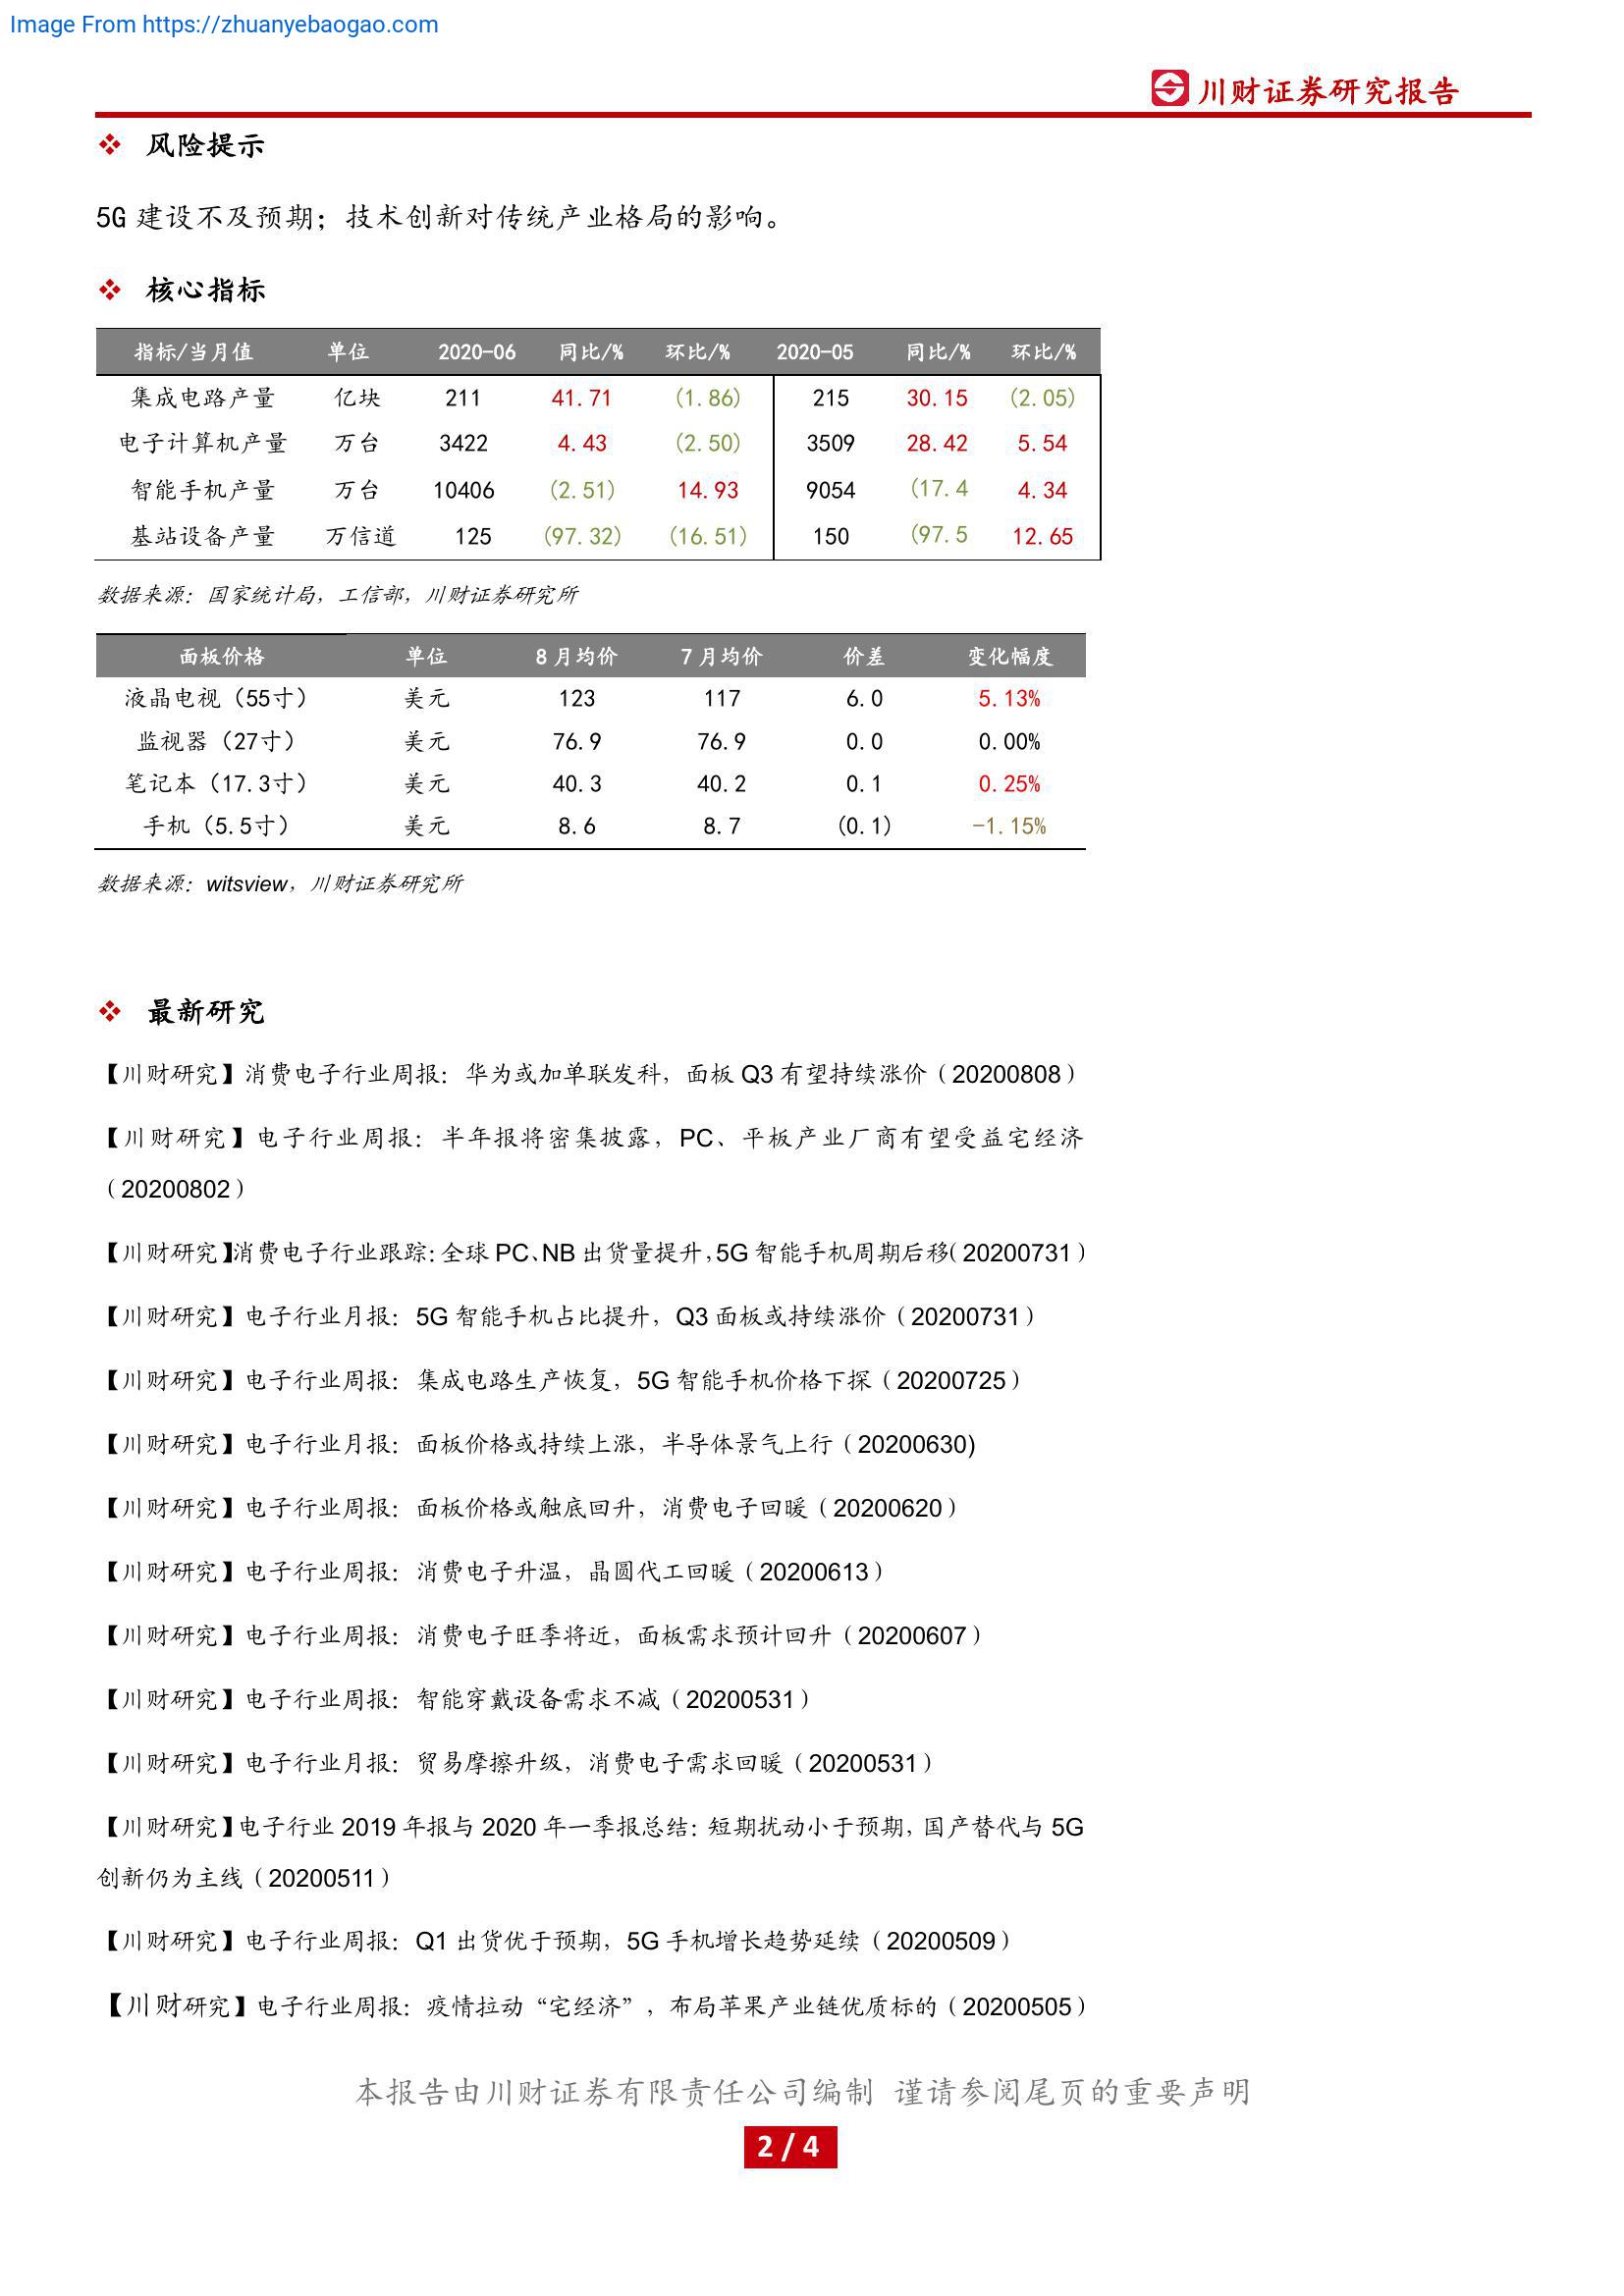 Image From https://zhuanyebaogao.com
川财证券研究报告
❖ 风险提示
5G 建设不及预期；技术创新对传统产业格局的影响。
❖ 核心指标
指标/当月值 单位 2020-06 同比/% 环比/% 2020-05 同比/% 环比/%
集成电路产量 亿块 211 41.71 (1.86) 215 30.15 (2.05)
电子计算机产量 万台 3422 4.43 (2.50) 3509 28.42 5.54
智能手机产量 万台 10406 (2.51) 14.93 9054 (17.4 4.34
基站设备产量 万信道 125 (97.32) (16.51) 150 (97.5 12.65
数据来源：国家统计局，工信部，川财证券研究所
面板价格 单位 8 月均价 7 月均价 价差 变化幅度
液晶电视（55寸） 美元 123 117 6.0 5.13%
监视器（27寸） 美元 76.9 76.9 0.0 0.00%
笔记本（17.3寸） 美元 40.3 40.2 0.1 0.25%
手机（5.5寸） 美元 8.6 8.7 (0.1) -1.15%
数据来源：witsview，川财证券研究所
❖ 最新研究
【川财研究】消费电子行业周报：华为或加单联发科，面板 Q3 有望持续涨价（20200808）
【川财研究】电子行业周报：半年报将密集披露，PC、平板产业厂商有望受益宅经济
（20200802）
【川财研究】消费电子行业跟踪：全球 PC、NB 出货量提升，5G 智能手机周期后移（20200731）
【川财研究】电子行业月报：5G 智能手机占比提升，Q3 面板或持续涨价（20200731）
【川财研究】电子行业周报：集成电路生产恢复，5G 智能手机价格下探（20200725）
【川财研究】电子行业月报：面板价格或持续上涨，半导体景气上行（20200630)
【川财研究】电子行业周报：面板价格或触底回升，消费电子回暖（20200620）
【川财研究】电子行业周报：消费电子升温，晶圆代工回暖（20200613）
【川财研究】电子行业周报：消费电子旺季将近，面板需求预计回升（20200607）
【川财研究】电子行业周报：智能穿戴设备需求不减（20200531）
【川财研究】电子行业月报：贸易摩擦升级，消费电子需求回暖（20200531）
【川财研究】电子行业 2019 年报与 2020 年一季报总结：短期扰动小于预期，国产替代与 5G
创新仍为主线（20200511）
【川财研究】电子行业周报：Q1 出货优于预期，5G 手机增长趋势延续（20200509）
【川财研究】电子行业周报：疫情拉动“宅经济”，布局苹果产业链优质标的（20200505）
本报告由川财证券有限责任公司编制 谨请参阅尾页的重要声明
2 / 4